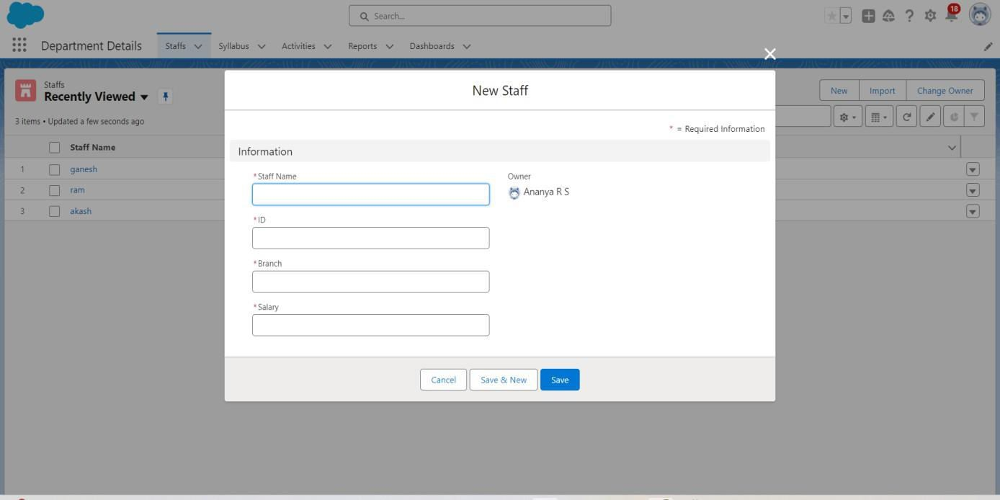 Search...
18
Department Details
Staffs
Syllabus
Activities
Reports
Dashboards
Staffs
Recently Viewed
3 items • Updated a few seconds ago
New
Import
Change Owner
Staff Name
1 ganesh
2 ram
3 akash
New Staff
* = Required Information
Information
*Staff Name
Owner
Ananya R S
*ID
*Branch
*Salary
Cancel
Save & New
Save